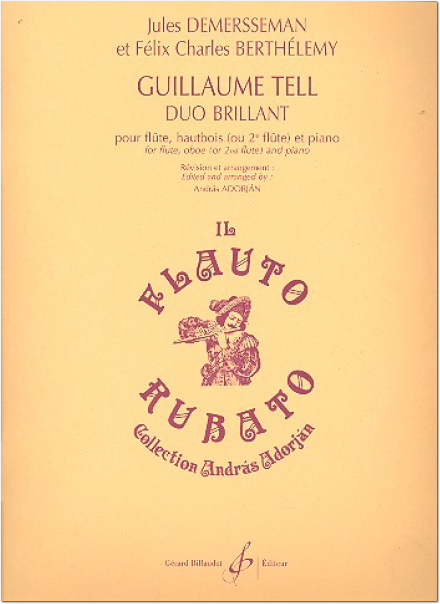 Jules DEMERSSEMAN
et Félix Charles BERTHÉLEMY
GUILLAUME TELL
DUO BRILLANT
pour flûte, hautbois (ou 2e flûte) et piano
for flute, oboe (or 2nd flute) and piano
Révision et arrangement :
Edited and arranged by :
András ADORJÁN
IL
FLAUTO
RUBATO
Collection András Adorján
Gérard Billaudot Éditeur